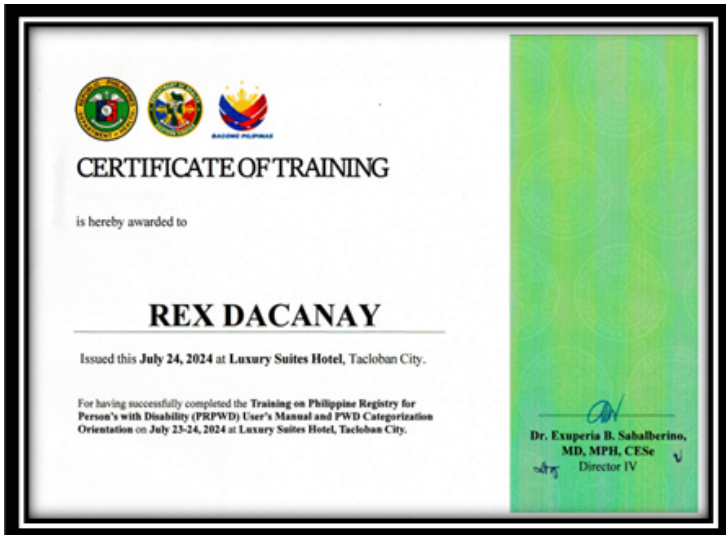 BAGONG PILIPINAS
CERTIFICATE OF TRAINING
is hereby awarded to
REX DACANAY
Issued this July 24, 2024 at Luxury Suites Hotel, Tacloban City.
For having successfully completed the Training on Philippine Registry for
Person's with Disability (PRPWD) User's Manual and PWD Categorization
Orientation on July 23-24, 2024 at Luxury Suites Hotel, Tacloban City.
Dr. Exuperia B. Sabalberino,
MD, MPH, CESe
Director IV